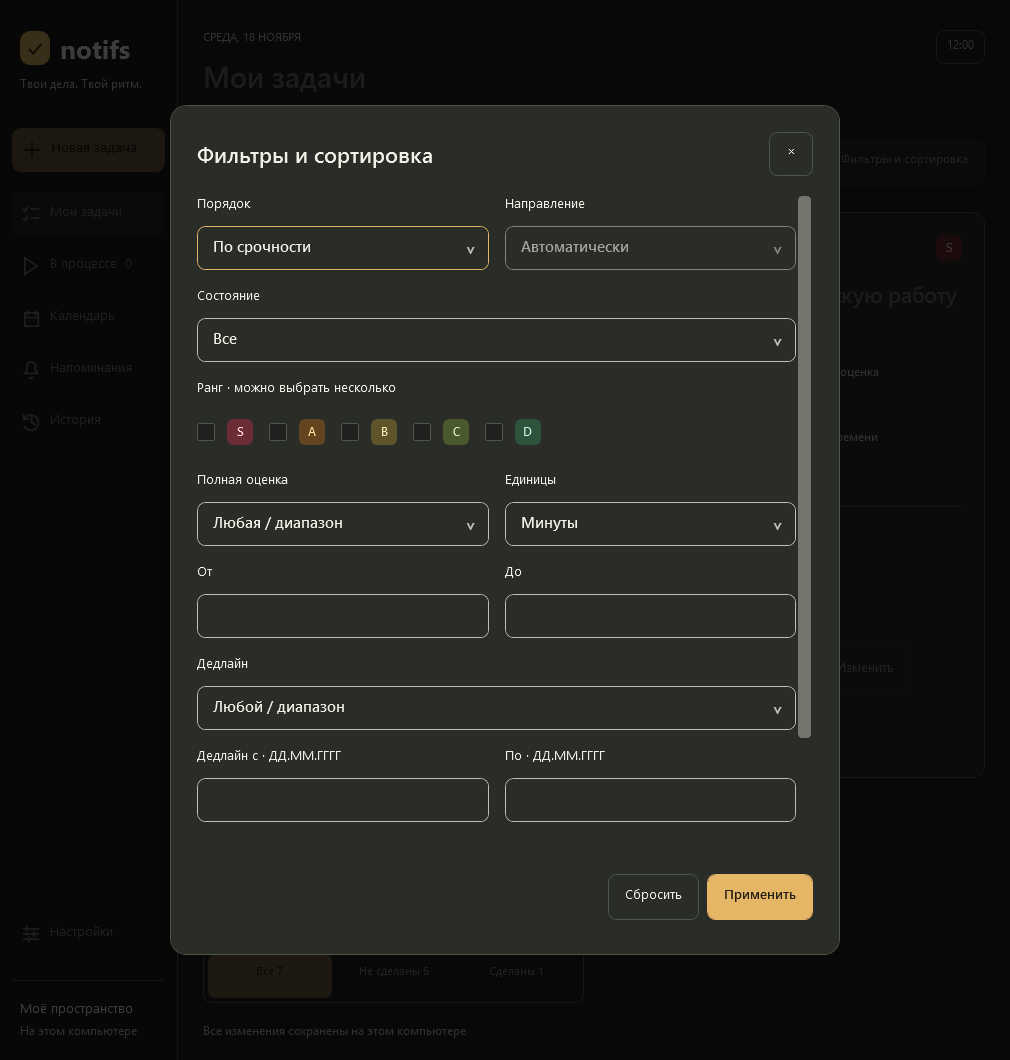 notifs
Твои дела. Твой ритм.
Новая задача
Мои задачи
В процессе 0
Календарь
Напоминания
История
Настройки
Моё пространство
На этом компьютере
СРЕДА, 18 НОЯБРЯ
Мои задачи
12:00
Фильтры и сортировка
S
скую работу
оценка
ремени
Изменить
Фильтры и сортировка
×
Порядок
Направление
По срочности
Автоматически
Состояние
Все
Ранг · можно выбрать несколько
S A B C D
Полная оценка
Единицы
Любая / диапазон
Минуты
От
До
Дедлайн
Любой / диапазон
Дедлайн с · ДД.ММ.ГГГГ
По · ДД.ММ.ГГГГ
Сбросить
Применить
Все 7
Не сделаны 6
Сделаны 1
Все изменения сохранены на этом компьютере